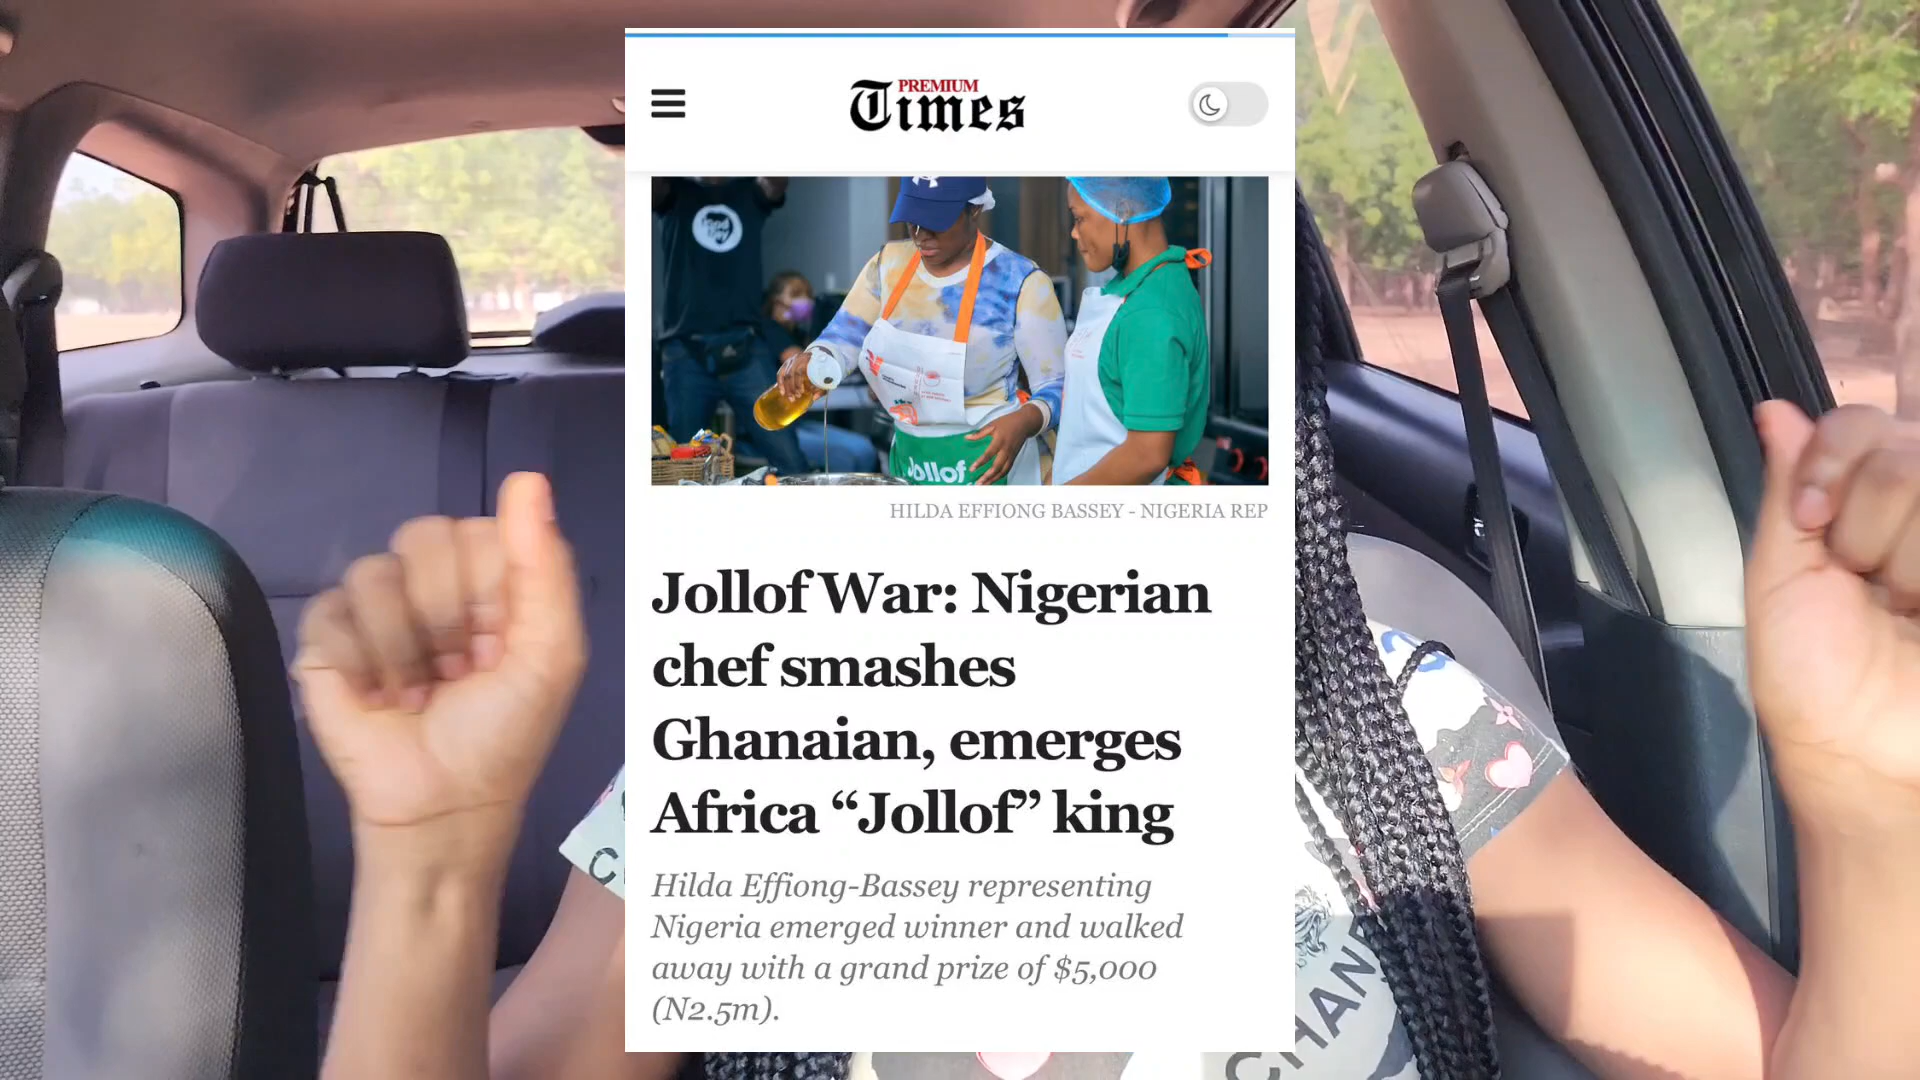 PREMIUM
Times
Jollof
HILDA EFFIONG BASSEY - NIGERIA REP
Jollof War: Nigerian
chef smashes
Ghanaian, emerges
Africa “Jollof” king
Hilda Effiong-Bassey representing
Nigeria emerged winner and walked
away with a grand prize of $5,000
(N2.5m).
CHANE